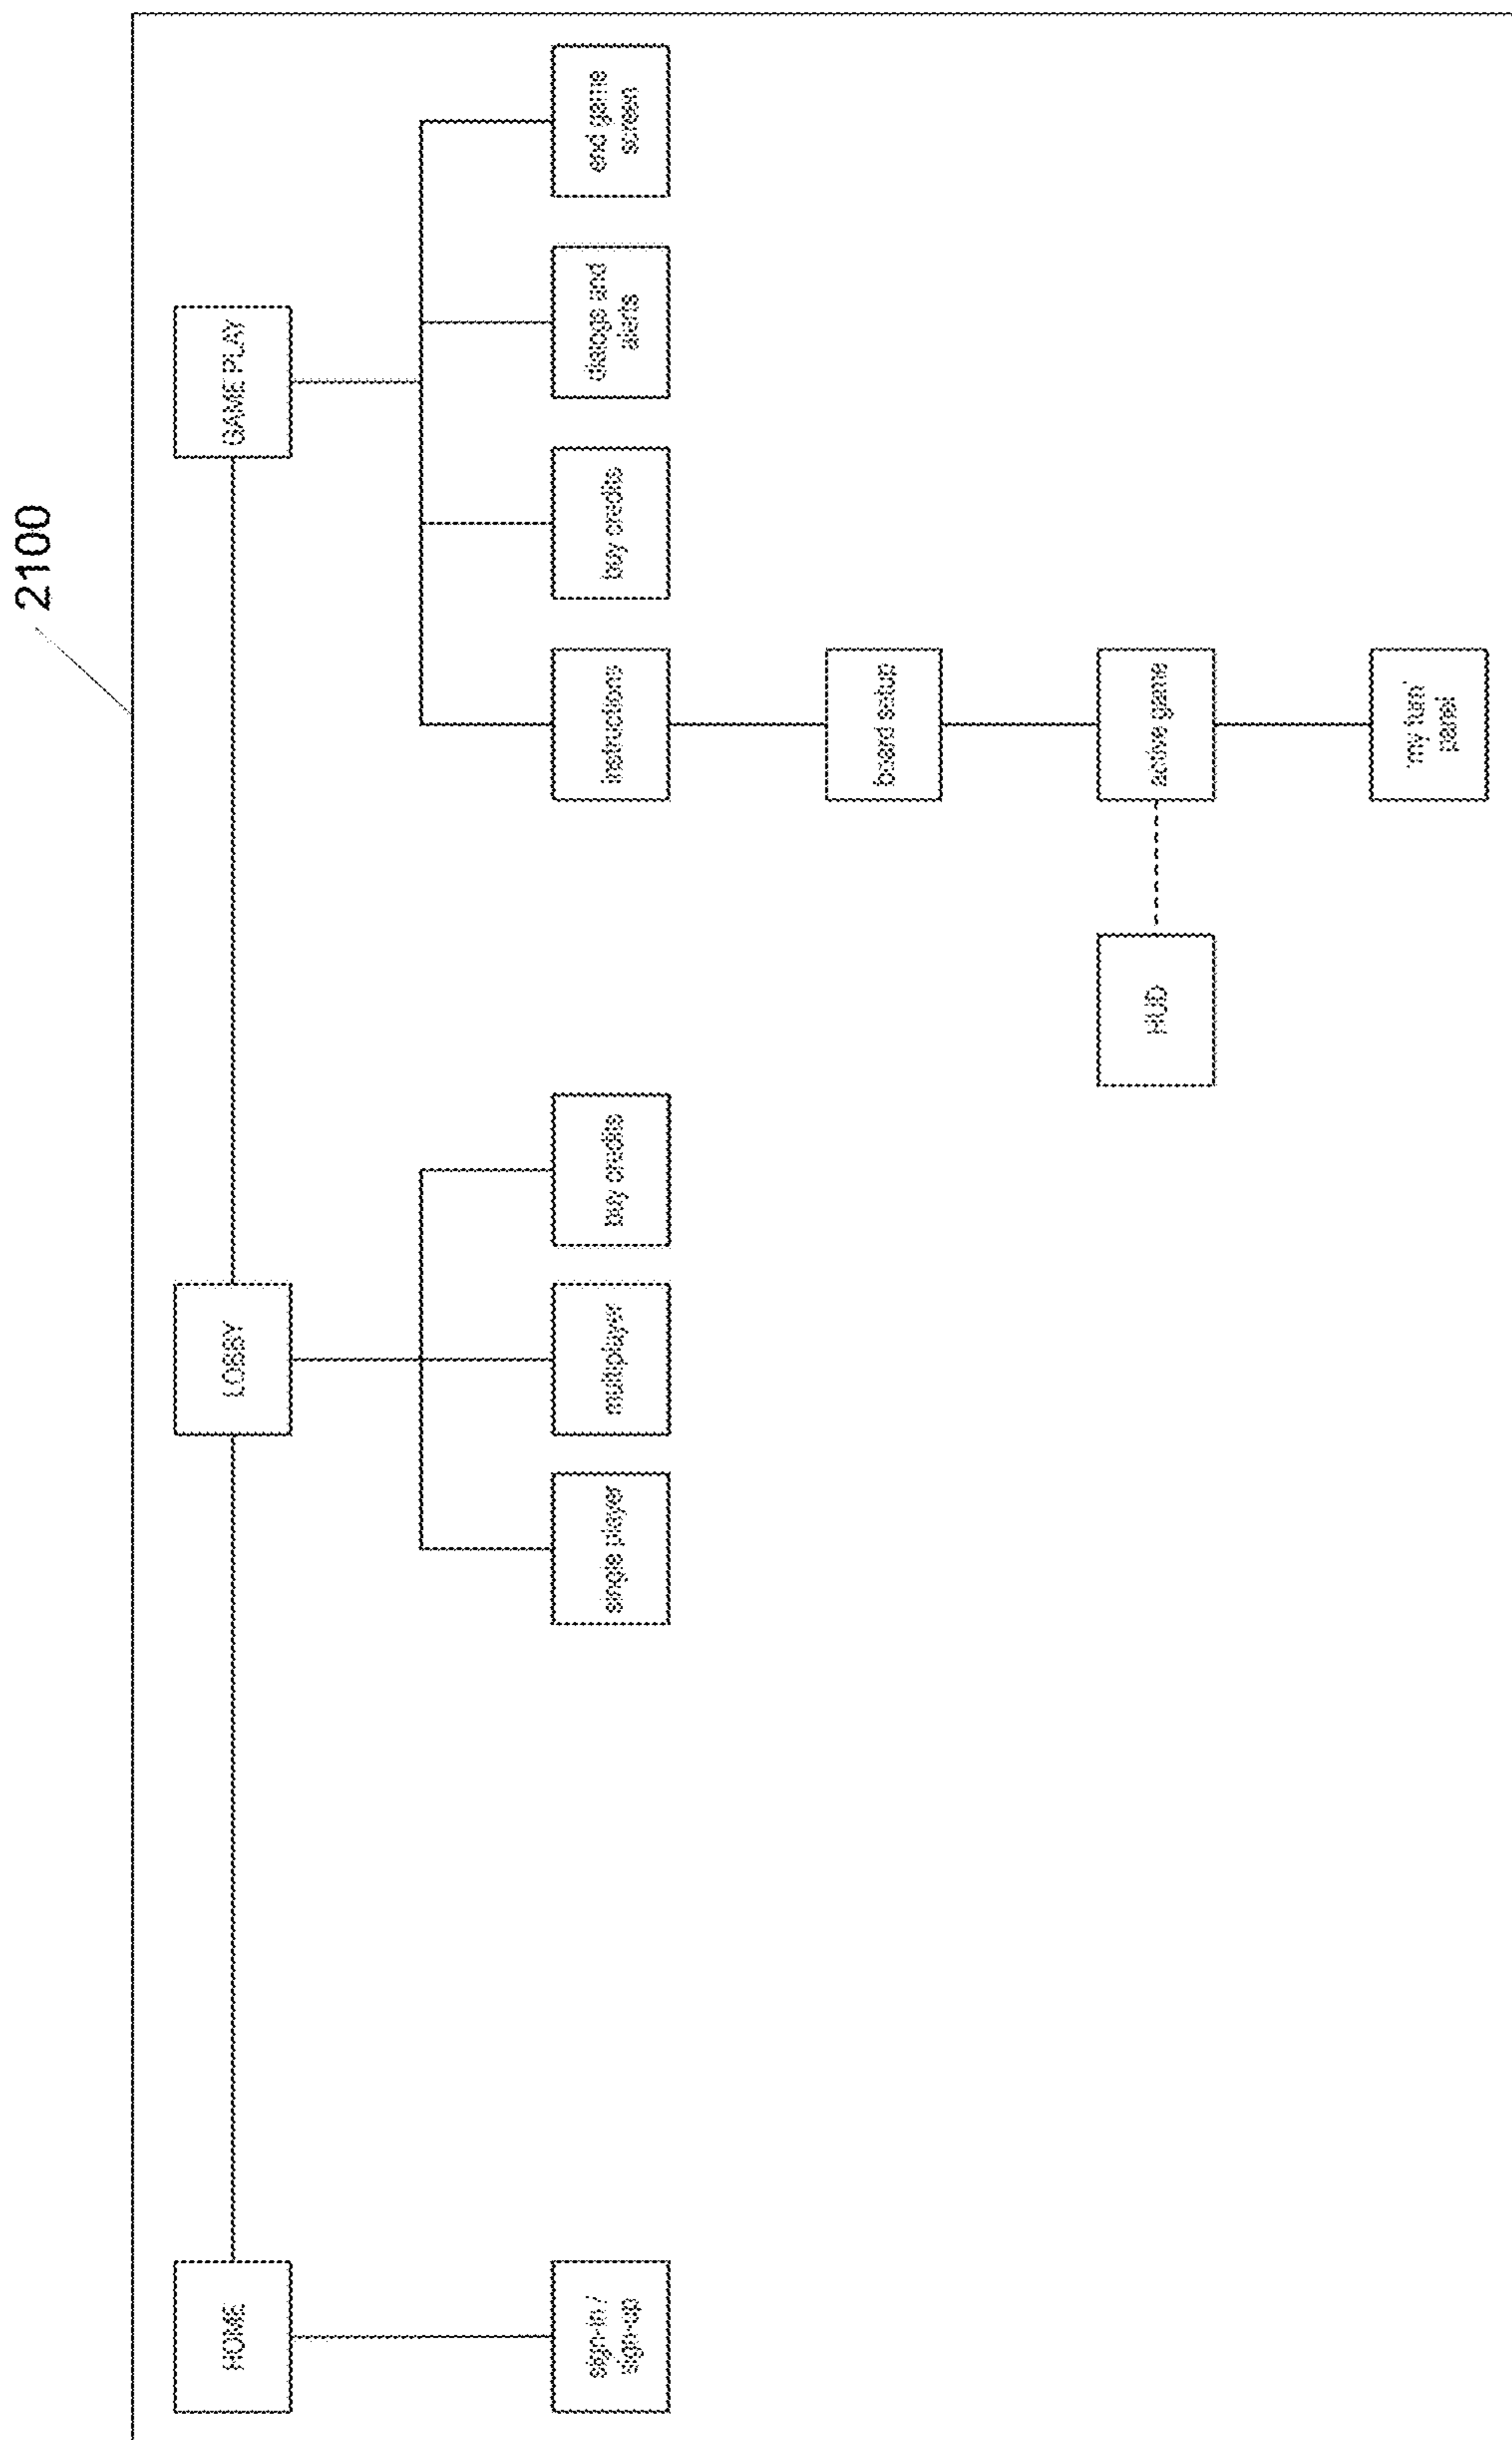 2100
HOME
LOBBY
GAME PLAY
sign-in /
sign-up
single player
multiplayer
buy credits
instructions
buy credits
dialogs and
alerts
end game
screen
board setup
HUD
active game
'my turn'
panel